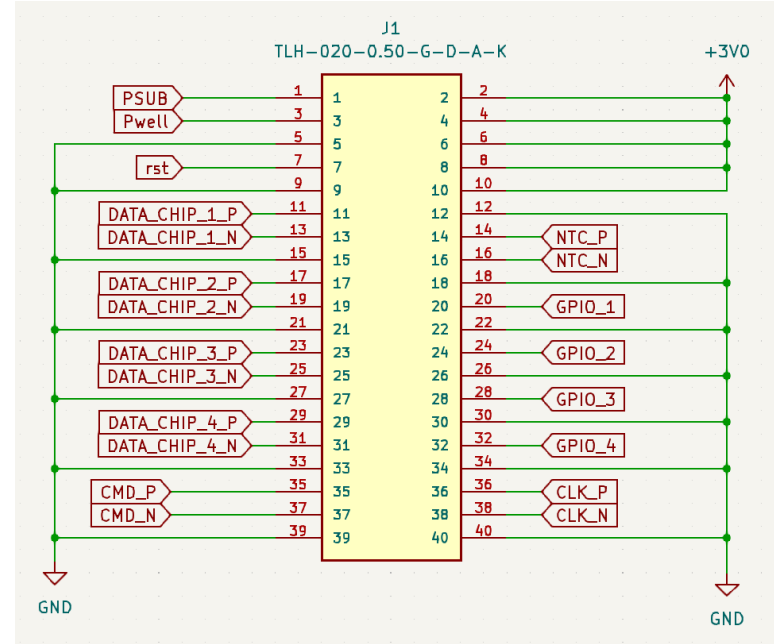 J1
TLH-020-0.50-G-D-A-K
+3V0
PSUB 1 1 2 2
Pwell 3 3 4 4
5 5 6 6
rst 7 7 8 8
9 9 10 10
DATA_CHIP_1_P 11 11 12 12
DATA_CHIP_1_N 13 13 14 14 NTC_P
15 15 16 16 NTC_N
DATA_CHIP_2_P 17 17 18 18
DATA_CHIP_2_N 19 19 20 20 GPIO_1
21 21 22 22
DATA_CHIP_3_P 23 23 24 24 GPIO_2
DATA_CHIP_3_N 25 25 26 26
27 27 28 28 GPIO_3
DATA_CHIP_4_P 29 29 30 30
DATA_CHIP_4_N 31 31 32 32 GPIO_4
33 33 34 34
CMD_P 35 35 36 36 CLK_P
CMD_N 37 37 38 38 CLK_N
39 39 40 40
GND
GND